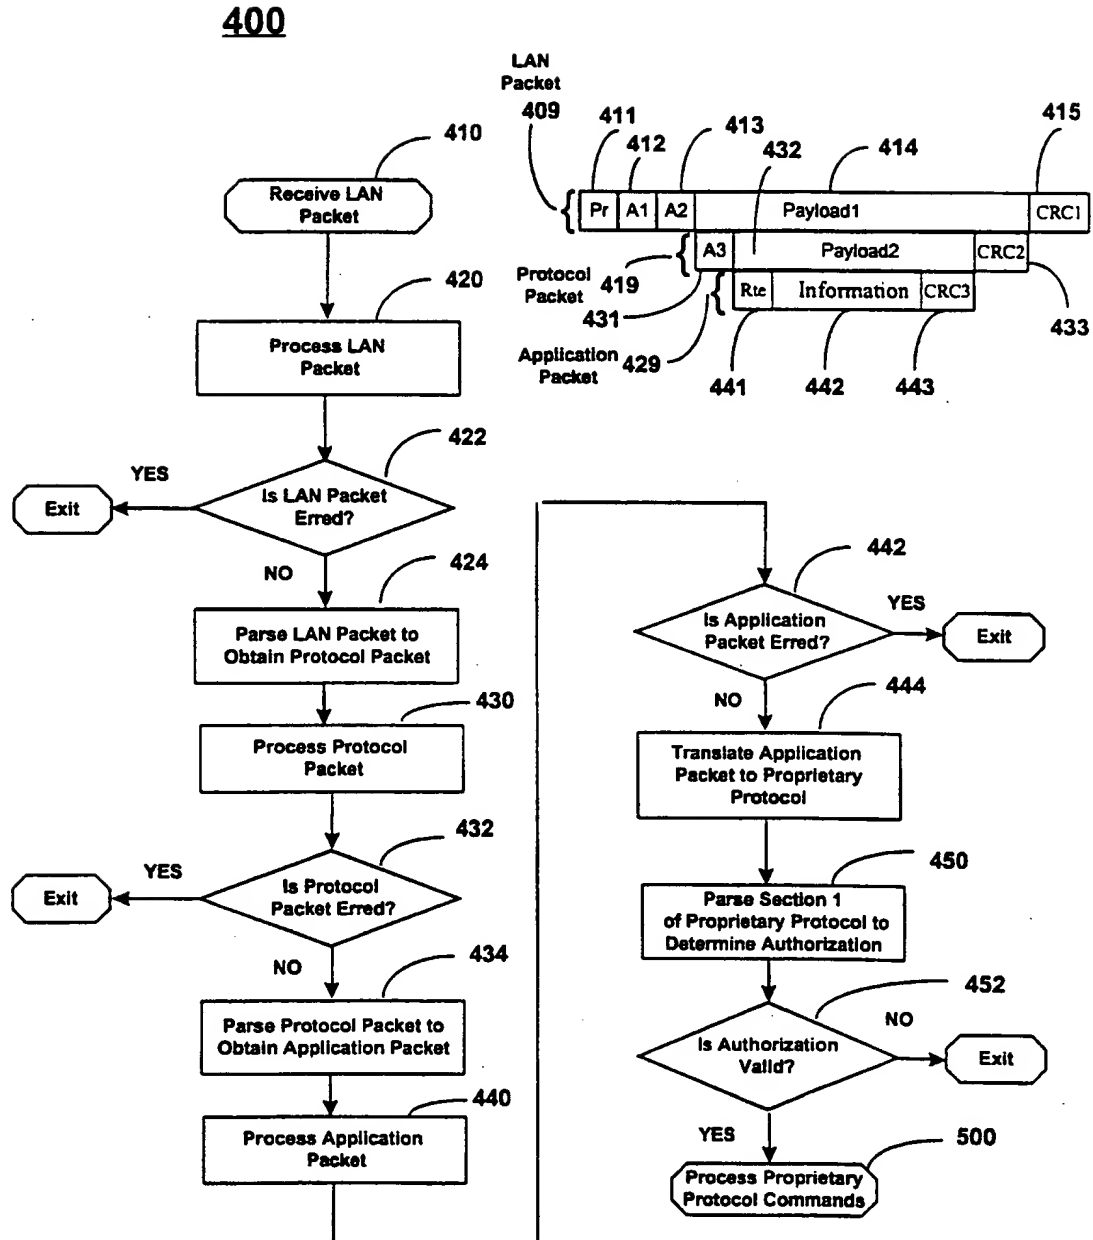 400
LAN
Packet
409
411
412
413
432
414
415
Pr
A1
A2
Payload1
CRC1
A3
Payload2
CRC2
Protocol
Packet
419
431
Rte
Information
CRC3
433
Application
Packet
429
441
442
443
410
Receive LAN
Packet
420
Process LAN
Packet
422
YES
Exit
Is LAN Packet
Erred?
NO
424
Parse LAN Packet to
Obtain Protocol Packet
430
Process Protocol
Packet
432
YES
Exit
Is Protocol
Packet Erred?
NO
434
Parse Protocol Packet to
Obtain Application Packet
440
Process Application
Packet
442
Is Application
Packet Erred?
YES
Exit
NO
444
Translate Application
Packet to Proprietary
Protocol
450
Parse Section 1
of Proprietary Protocol to
Determine Authorization
452
Is Authorization
Valid?
NO
Exit
YES
500
Process Proprietary
Protocol Commands